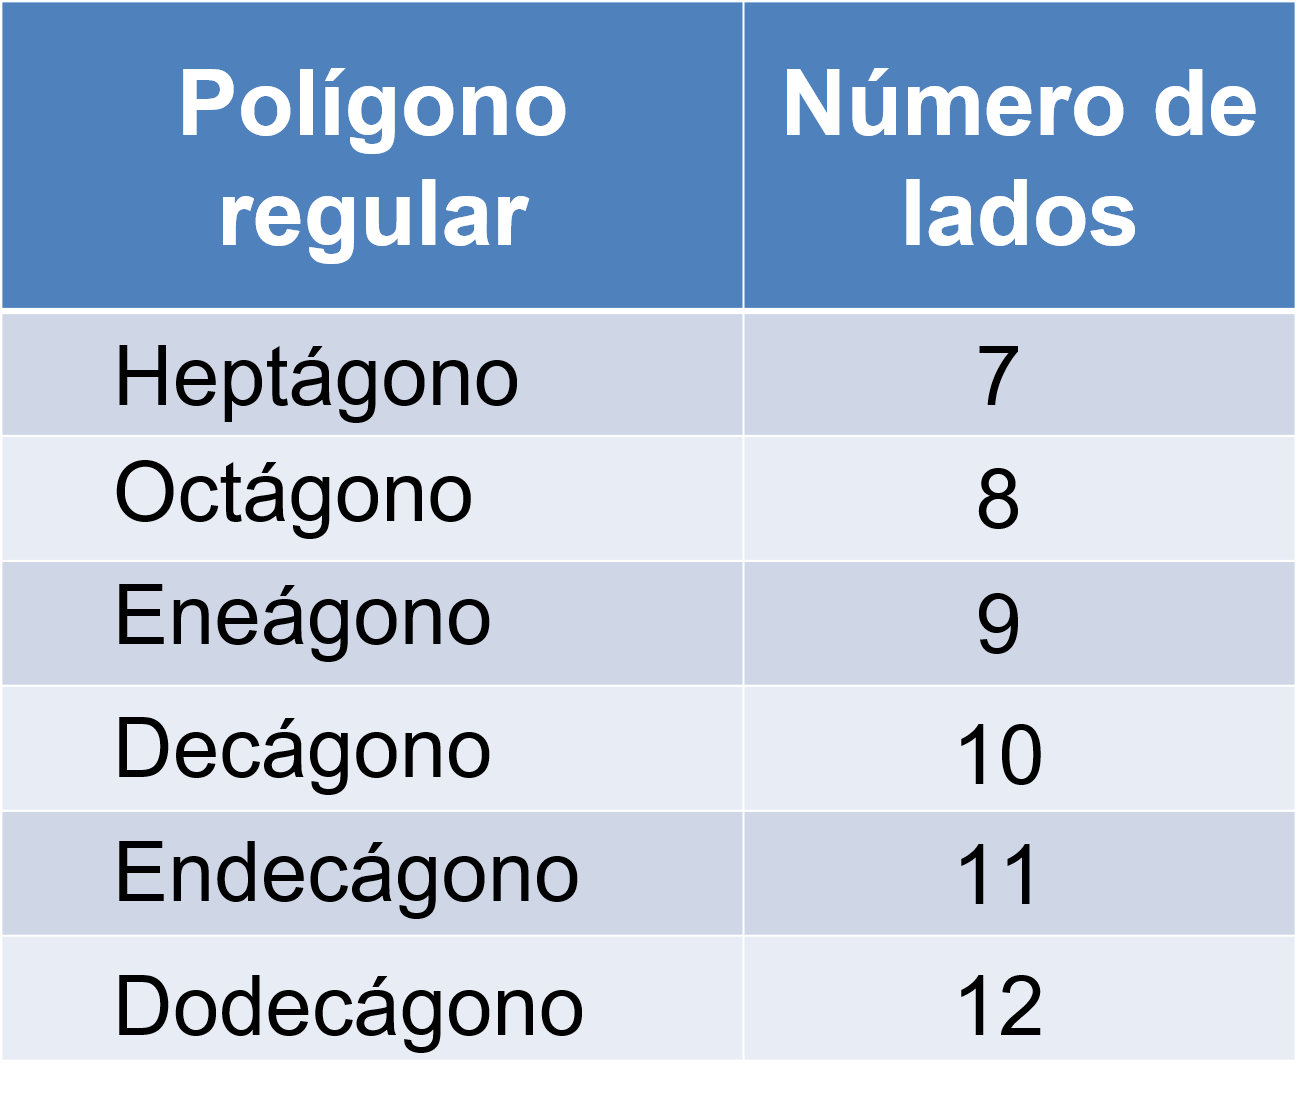 Polígono Número de
regular lados
Heptágono 7
Octágono 8
Eneágono 9
Decágono 10
Endecágono 11
Dodecágono 12